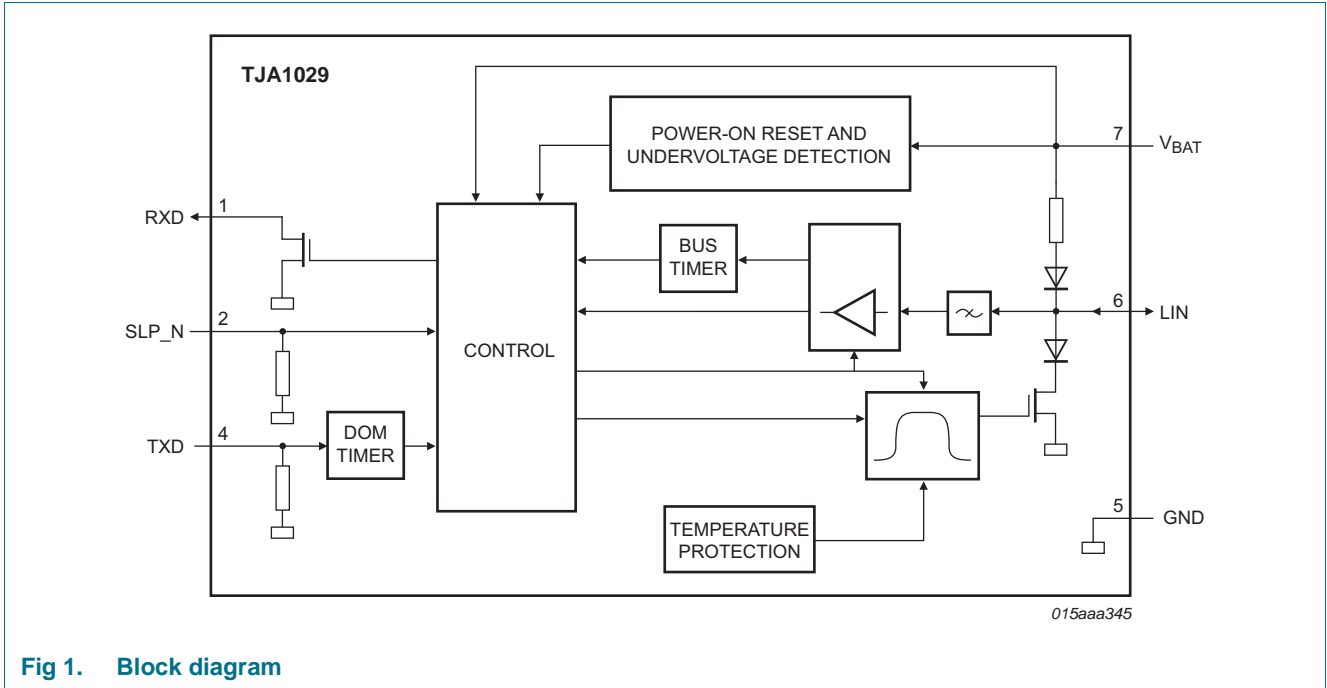 TJA1029
POWER-ON RESET AND
UNDERVOLTAGE DETECTION
7
VBAT
RXD
1
BUS
TIMER
6
LIN
SLP_N
2
CONTROL
TXD
4
DOM
TIMER
5
GND
TEMPERATURE
PROTECTION
015aaa345
Fig 1. Block diagram